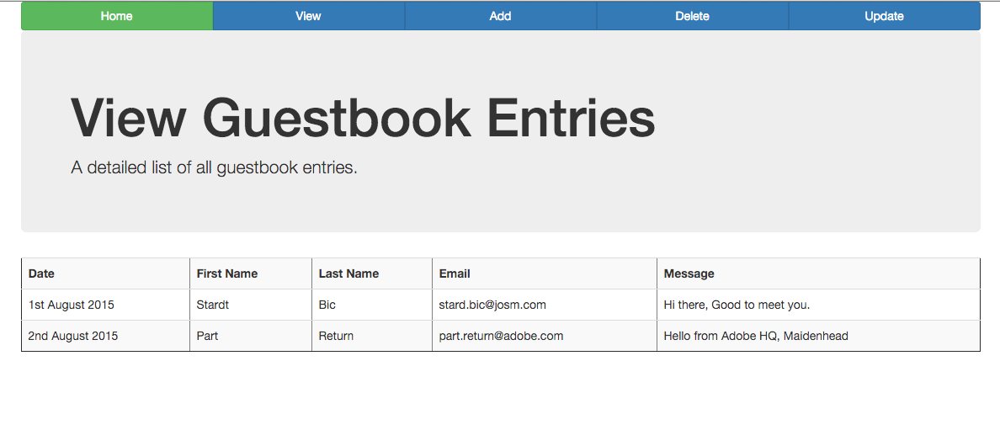 Home View Add Delete Update
View Guestbook Entries
A detailed list of all guestbook entries.
Date First Name Last Name Email Message
1st August 2015 Stardt Bic stard.bic@josm.com Hi there, Good to meet you.
2nd August 2015 Part Return part.return@adobe.com Hello from Adobe HQ, Maidenhead